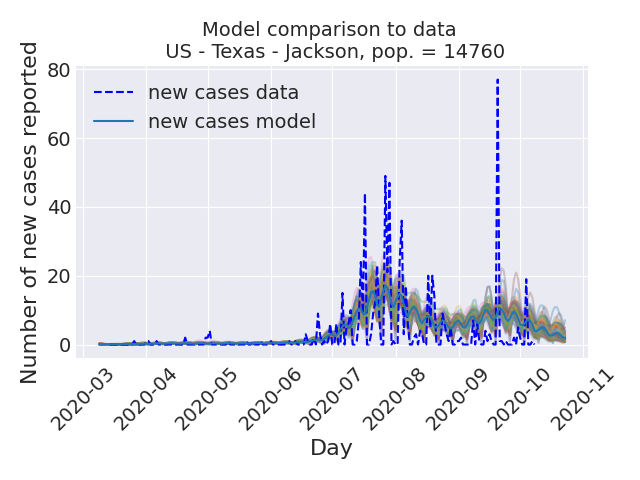 Model comparison to data
US - Texas - Jackson, pop. = 14760
Number of new cases reported
80
60
40
20
0
new cases data
new cases model
2020-03
2020-04
2020-05
2020-06
2020-07
2020-08
2020-09
2020-10
2020-11
Day